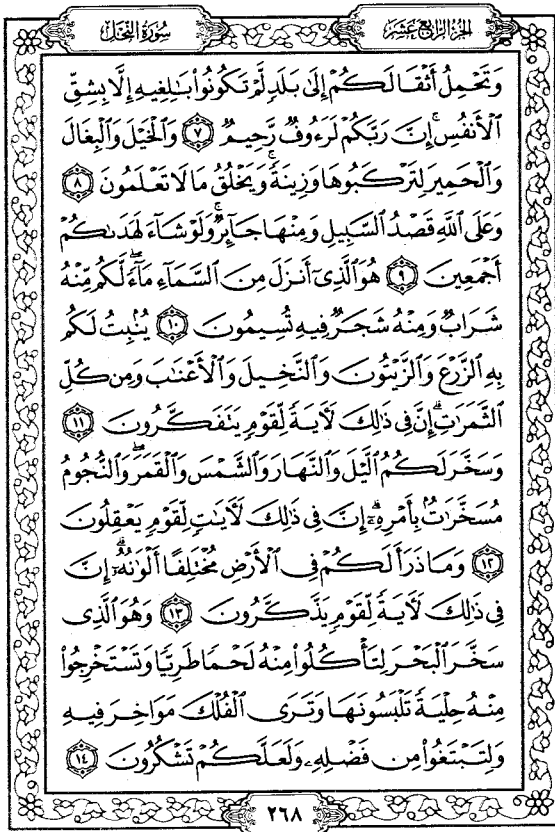 الجزء الرابع عشر
سورة النحل
وَتَحْمِلُ أَثْقَالَكُمْ إِلَىٰ بَلَدٍ لَّمْ تَكُونُوا۟ بَـٰلِغِيهِ إِلَّا بِشِقِّ
ٱلْأَنفُسِ ۚ إِنَّ رَبَّكُمْ لَرَءُوفٌ رَّحِيمٌ ٧ وَٱلْخَيْلَ وَٱلْبِغَالَ
وَٱلْحَمِيرَ لِتَرْكَبُوهَا وَزِينَةً ۚ وَيَخْلُقُ مَا لَا تَعْلَمُونَ ٨
وَعَلَى ٱللَّهِ قَصْدُ ٱلسَّبِيلِ وَمِنْهَا جَآئِرٌ ۚ وَلَوْ شَآءَ لَهَدَىٰكُمْ
أَجْمَعِينَ ٩ هُوَ ٱلَّذِىٓ أَنزَلَ مِنَ ٱلسَّمَآءِ مَآءً ۖ لَّكُم مِّنْهُ
شَرَابٌ وَمِنْهُ شَجَرٌ فِيهِ تُسِيمُونَ ١٠ يُنۢبِتُ لَكُم
بِهِ ٱلزَّرْعَ وَٱلزَّيْتُونَ وَٱلنَّخِيلَ وَٱلْأَعْنَـٰبَ وَمِن كُلِّ
ٱلثَّمَرَٰتِ ۗ إِنَّ فِى ذَٰلِكَ لَـَٔايَةً لِّقَوْمٍ يَتَفَكَّرُونَ ١١
وَسَخَّرَ لَكُمُ ٱلَّيْلَ وَٱلنَّهَارَ وَٱلشَّمْسَ وَٱلْقَمَرَ ۖ وَٱلنُّجُومُ
مُسَخَّرَٰتٌۢ بِأَمْرِهِۦٓ ۗ إِنَّ فِى ذَٰلِكَ لَـَٔايَـٰتٍ لِّقَوْمٍ يَعْقِلُونَ
١٢ وَمَا ذَرَأَ لَكُمْ فِى ٱلْأَرْضِ مُخْتَلِفًا أَلْوَٰنُهُۥٓ ۗ إِنَّ
فِى ذَٰلِكَ لَـَٔايَةً لِّقَوْمٍ يَذَّكَّرُونَ ١٣ وَهُوَ ٱلَّذِى
سَخَّرَ ٱلْبَحْرَ لِتَأْكُلُوا۟ مِنْهُ لَحْمًا طَرِيًّا وَتَسْتَخْرِجُوا۟
مِنْهُ حِلْيَةً تَلْبَسُونَهَا وَتَرَى ٱلْفُلْكَ مَوَاخِرَ فِيهِ
وَلِتَبْتَغُوا۟ مِن فَضْلِهِۦ وَلَعَلَّكُمْ تَشْكُرُونَ ١٤
٢٦٨